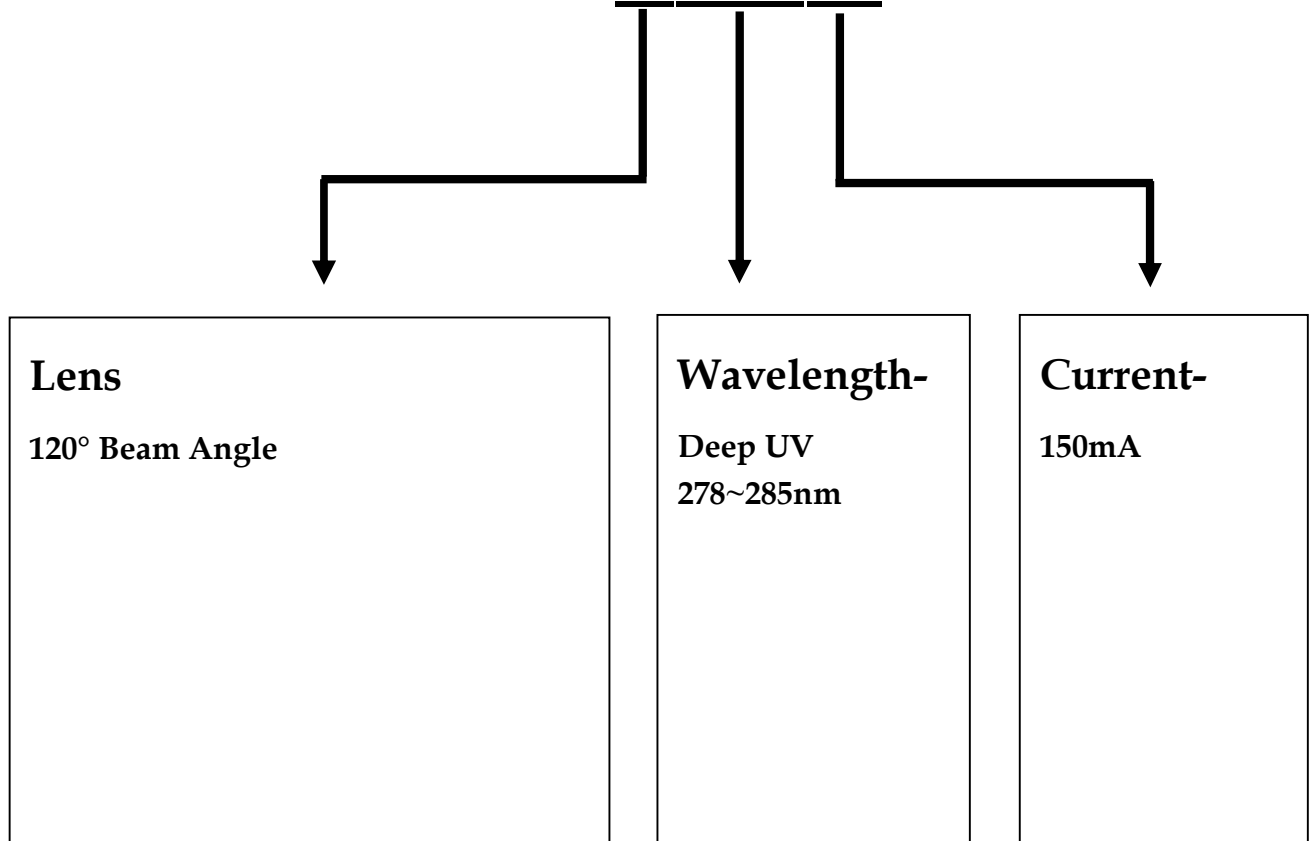 Lens
120° Beam Angle
Wavelength-
Deep UV
278~285nm
Current-
150mA